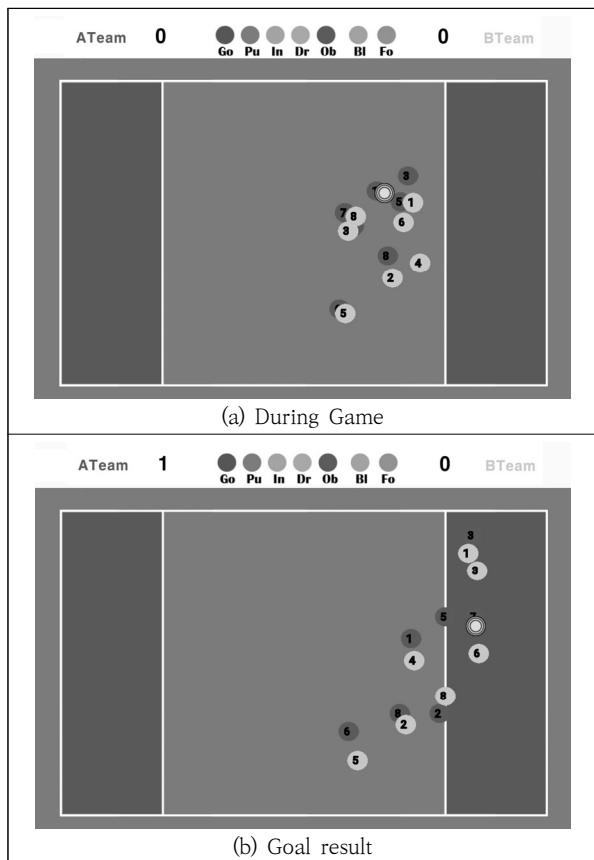 ATeam 0 0 BTeam
Go Pu In Dr Ob Bl Fo
3
1 5 1
7 8 6
3
8 4
2
5
(a) During Game
ATeam 1 0 BTeam
Go Pu In Dr Ob Bl Fo
3
1
3
5 7
1
4 6
8
8 2
2
6
5
(b) Goal result